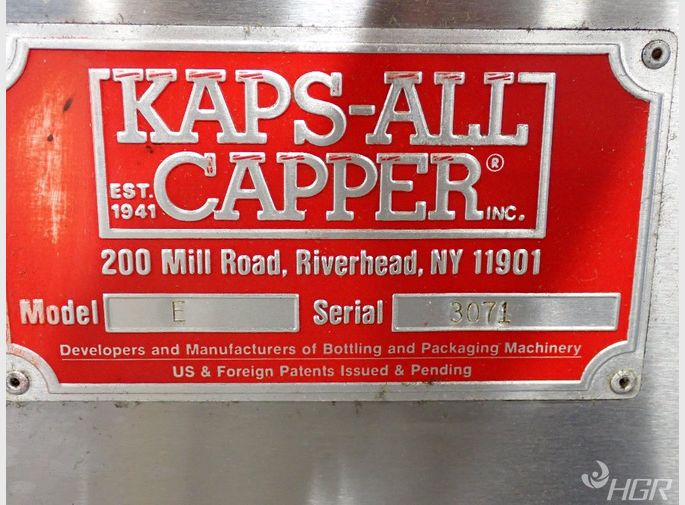 KAPS-ALL
EST. 1941 CAPPER® INC.
200 Mill Road, Riverhead, NY 11901
Model E Serial 3071
Developers and Manufacturers of Bottling and Packaging Machinery
US & Foreign Patents Issued & Pending
HGR